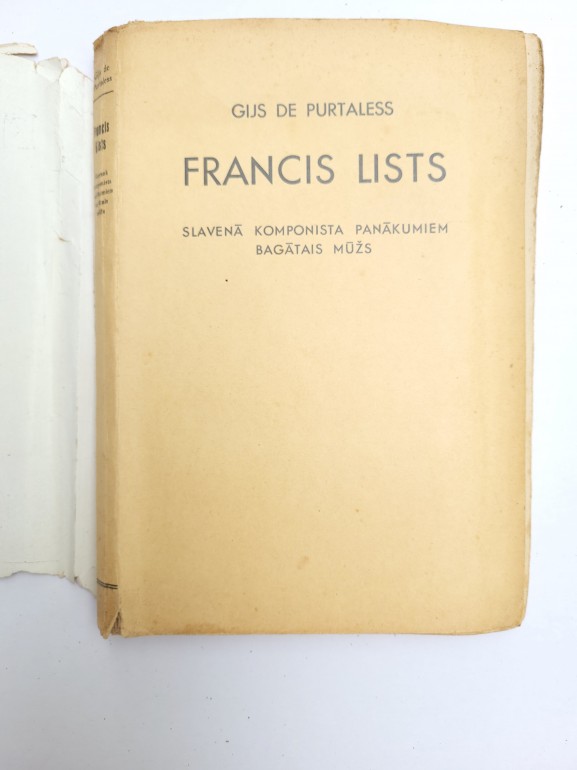 GIJS DE PURTALESS
FRANCIS LISTS
SLAVENĀ KOMPONISTA PANĀKUMIEM
BAGĀTAIS MŪŽS